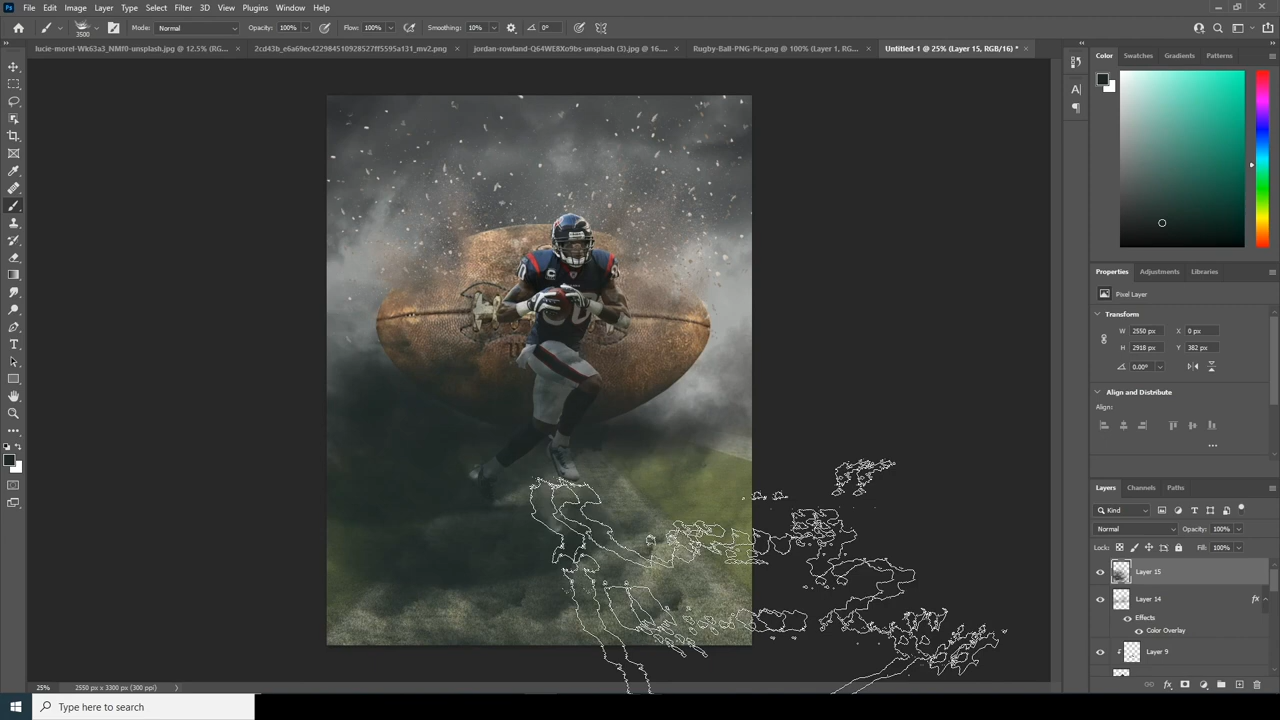 File Edit Image Layer Type Select Filter 3D View Plugins Window Help
3500 Mode: Normal Opacity: 100% Flow: 100% Smoothing: 10% 0°
lucie-morel-Wk63a3_NMf0-unsplash.jpg @ 12.5% (RG... × 2cd43b_e6a69ec422984510928527ff5595a131_mv2.png × jordan-rowland-Q64WE8Xo9bs-unsplash (3).jpg @ 16.... × Rugby-Ball-PNG-Pic.png @ 100% (Layer 1, RG... × Untitled-1 @ 25% (Layer 15, RGB/16) * ×
Color Swatches Gradients Patterns
Properties Adjustments Libraries
Pixel Layer
Transform
W 2550 px X 0 px
H 2918 px Y 382 px
0.00°
Align and Distribute
Align:
Layers Channels Paths
Kind
Normal Opacity: 100%
Lock: Fill: 100%
Layer 15
Layer 14 fx
Effects
Color Overlay
Layer 9
25% 2550 px x 3300 px (300 ppi)
Type here to search